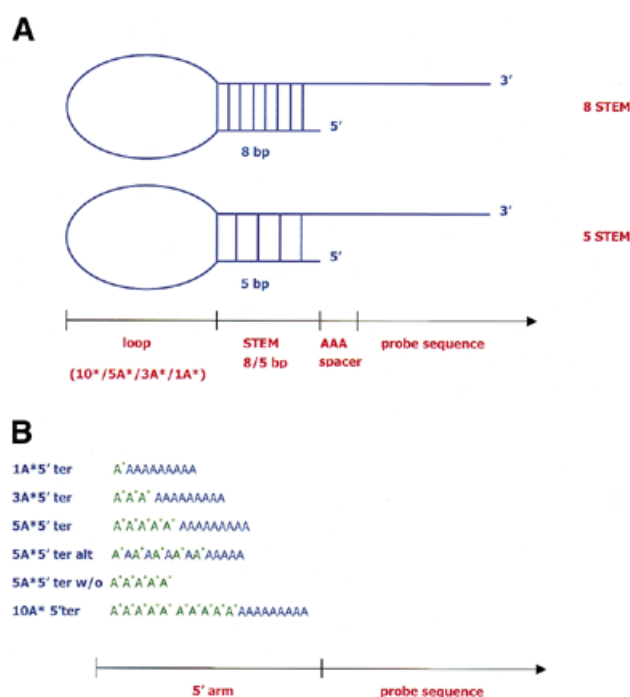 A
3'
8 STEM
5'
8 bp
3'
5 STEM
5'
5 bp
loop STEM AAA probe sequence
8/5 bp spacer
(10*/5A*/3A*/1A*)
B
1A*5' ter A*AAAAAAAAA
3A*5' ter A*A*A* AAAAAAAAA
5A*5' ter A*A*A*A*A* AAAAAAAAA
5A*5' ter alt A*AA*AA*AA*AA*AAAAA
5A*5' ter w/o A*A*A*A*A*
10A* 5'ter A*A*A*A*A* A*A*A*A*A*AAAAAAAAA
5' arm probe sequence